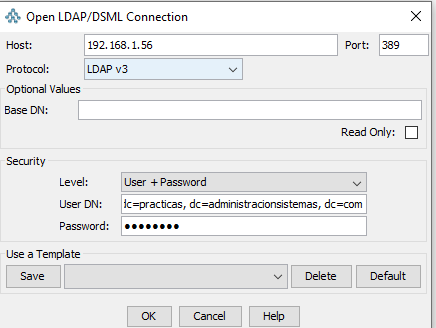 Open LDAP/DSML Connection
Host: 192.168.1.56 Port: 389
Protocol: LDAP v3
Optional Values
Base DN:
Read Only:
Security
Level: User + Password
User DN: dc=practicas, dc=administracionsistemas, dc=com
Password: ●●●●●●●●
Use a Template
Save Delete Default
OK Cancel Help